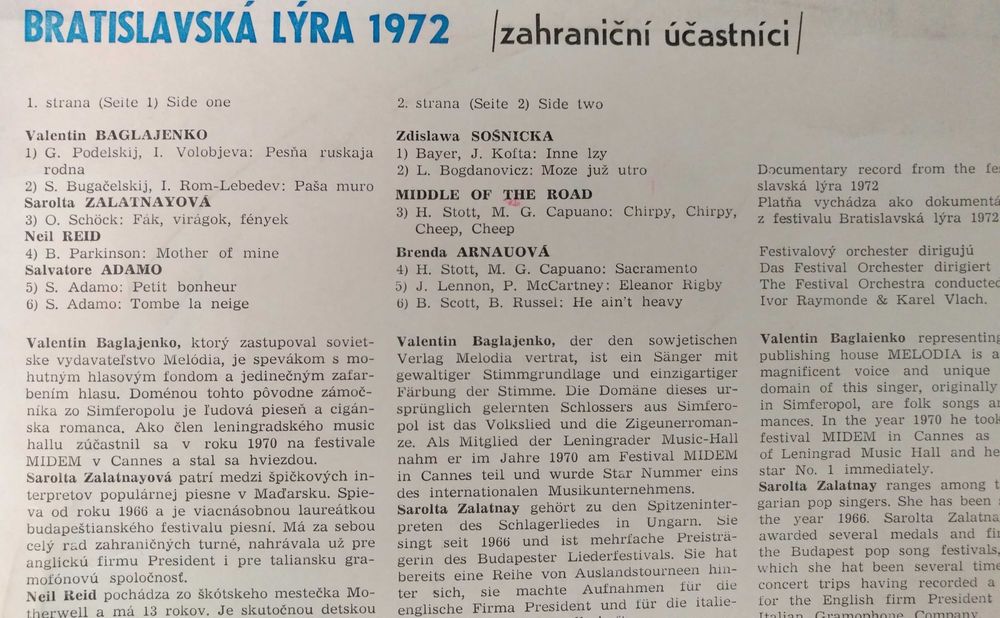 BRATISLAVSKÁ LÝRA 1972 /zahraniční účastníci/
1. strana (Seite 1) Side one
Valentin BAGLAJENKO
1) G. Podelskij, I. Volobjeva: Pesňa ruskaja
rodna
2) S. Bugačelskij, I. Rom-Lebedev: Paša muro
Sarolta ZALATNAYOVÁ
3) O. Schöck: Fák, virágok, fények
Neil REID
4) B. Parkinson: Mother of mine
Salvatore ADAMO
5) S. Adamo: Petit bonheur
6) S. Adamo: Tombe la neige
2. strana (Seite 2) Side two
Zdislawa SOŚNICKA
1) Bayer, J. Kofta: Inne lzy
2) L. Bogdanovicz: Moze już utro
MIDDLE OF THE ROAD
3) H. Stott, M. G. Capuano: Chirpy, Chirpy,
Cheep, Cheep
Brenda ARNAUOVÁ
4) H. Stott, M. G. Capuano: Sacramento
5) J. Lennon, P. McCartney: Eleanor Rigby
6) B. Scott, B. Russel: He ain't heavy
Documentary record from the fes
slavská lýra 1972
Platňa vychádza ako dokumentá
z festivalu Bratislavská lýra 1972
Festivalový orchester dirigujú
Das Festival Orchester dirigiert
The Festival Orchestra conducted
Ivor Raymonde & Karel Vlach.
Valentin Baglajenko, ktorý zastupoval soviet-
ske vydavateľstvo Melódia, je spevákom s mo-
hutným hlasovým fondom a jedinečným zafar-
bením hlasu. Doménou tohto pôvodne zámoč-
níka zo Simferopolu je ľudová pieseň a cigán-
ska romanca. Ako člen leningradského music
hallu zúčastnil sa v roku 1970 na festivale
MIDEM v Cannes a stal sa hviezdou.
Sarolta Zalatnayová patrí medzi špičkových in-
terpretov populárnej piesne v Maďarsku. Spie-
va od roku 1966 a je viacnásobnou laureátkou
budapeštianského festivalu piesní. Má za sebou
celý rad zahraničných turné, nahrávala už pre
anglickú firmu President i pre taliansku gra-
mofónovú spoločnosť.
Neil Reid pochádza zo škótskeho mestečka Mo-
therwell a má 13 rokov. Je skutočnou detskou
Valentin Baglajenko, der den sowjetischen
Verlag Melodia vertrat, ist ein Sänger mit
gewaltiger Stimmgrundlage und einzigartiger
Färbung der Stimme. Die Domäne dieses ur-
sprünglich gelernten Schlossers aus Simfero-
pol ist das Volkslied und die Zigeunerroman-
ze. Als Mitglied der Leningrader Music-Hall
nahm er im Jahre 1970 am Festival MIDEM
in Cannes teil und wurde Star Nummer eins
des internationalen Musikunternehmens.
Sarolta Zalatnay gehört zu den Spitzeninter-
preten des Schlagerliedes in Ungarn. Sie
singt seit 1966 und ist mehrfache Preisträ-
gerin des Budapester Liederfestivals. Sie hat
bereits eine Reihe von Auslandstourneen hin-
ter sich, sie machte Aufnahmen für die
englische Firma President und für die italie-
Valentin Baglaienko representing
publishing house MELODIA is a
magnificent voice and unique
domain of this singer, originally
in Simferopol, are folk songs an
mances. In the year 1970 he took
festival MIDEM in Cannes as
of Leningrad Music Hall and he
star No. 1 immediately.
Sarolta Zalatnay ranges among t
garian pop singers. She has been s
the year 1966. Sarolta Zalatna
awarded several medals and fir
the Budapest pop song festivals,
which she hat been several time
concert trips having recorded a
for the English firm President
Italian Gramophone Company.